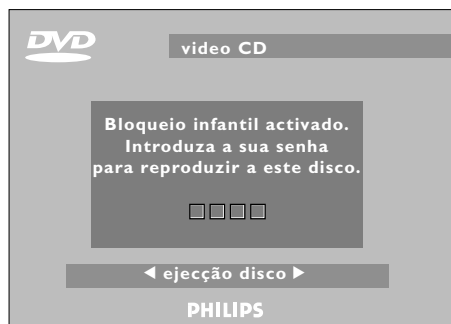 DVD
video CD
Bloqueio infantil activado.
Introduza a sua senha
para reproduzir a este disco.
ejecção disco
PHILIPS